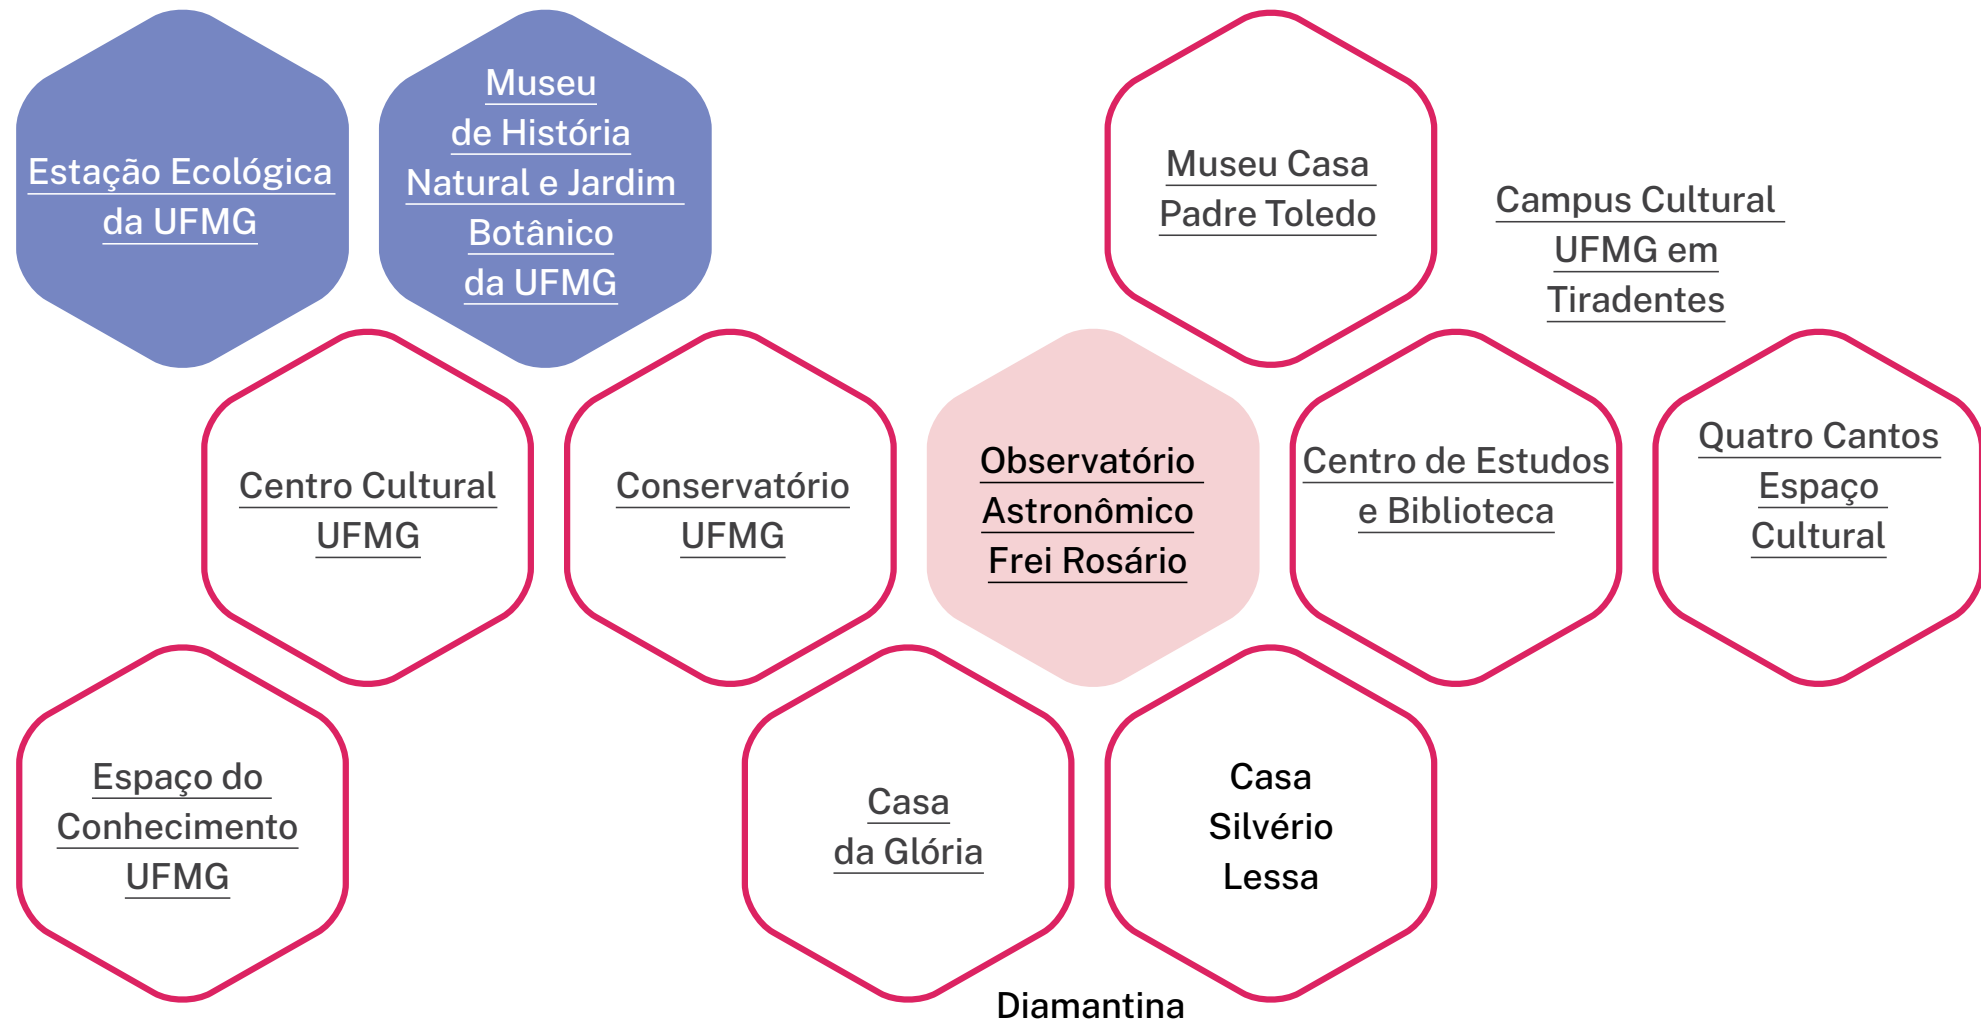 Estação Ecológica
da UFMG
Museu
de História
Natural e Jardim
Botânico
da UFMG
Museu Casa
Padre Toledo
Campus Cultural
UFMG em
Tiradentes
Centro Cultural
UFMG
Conservatório
UFMG
Observatório
Astronômico
Frei Rosário
Centro de Estudos
e Biblioteca
Quatro Cantos
Espaço
Cultural
Espaço do
Conhecimento
UFMG
Casa
da Glória
Casa
Silvério
Lessa
Diamantina